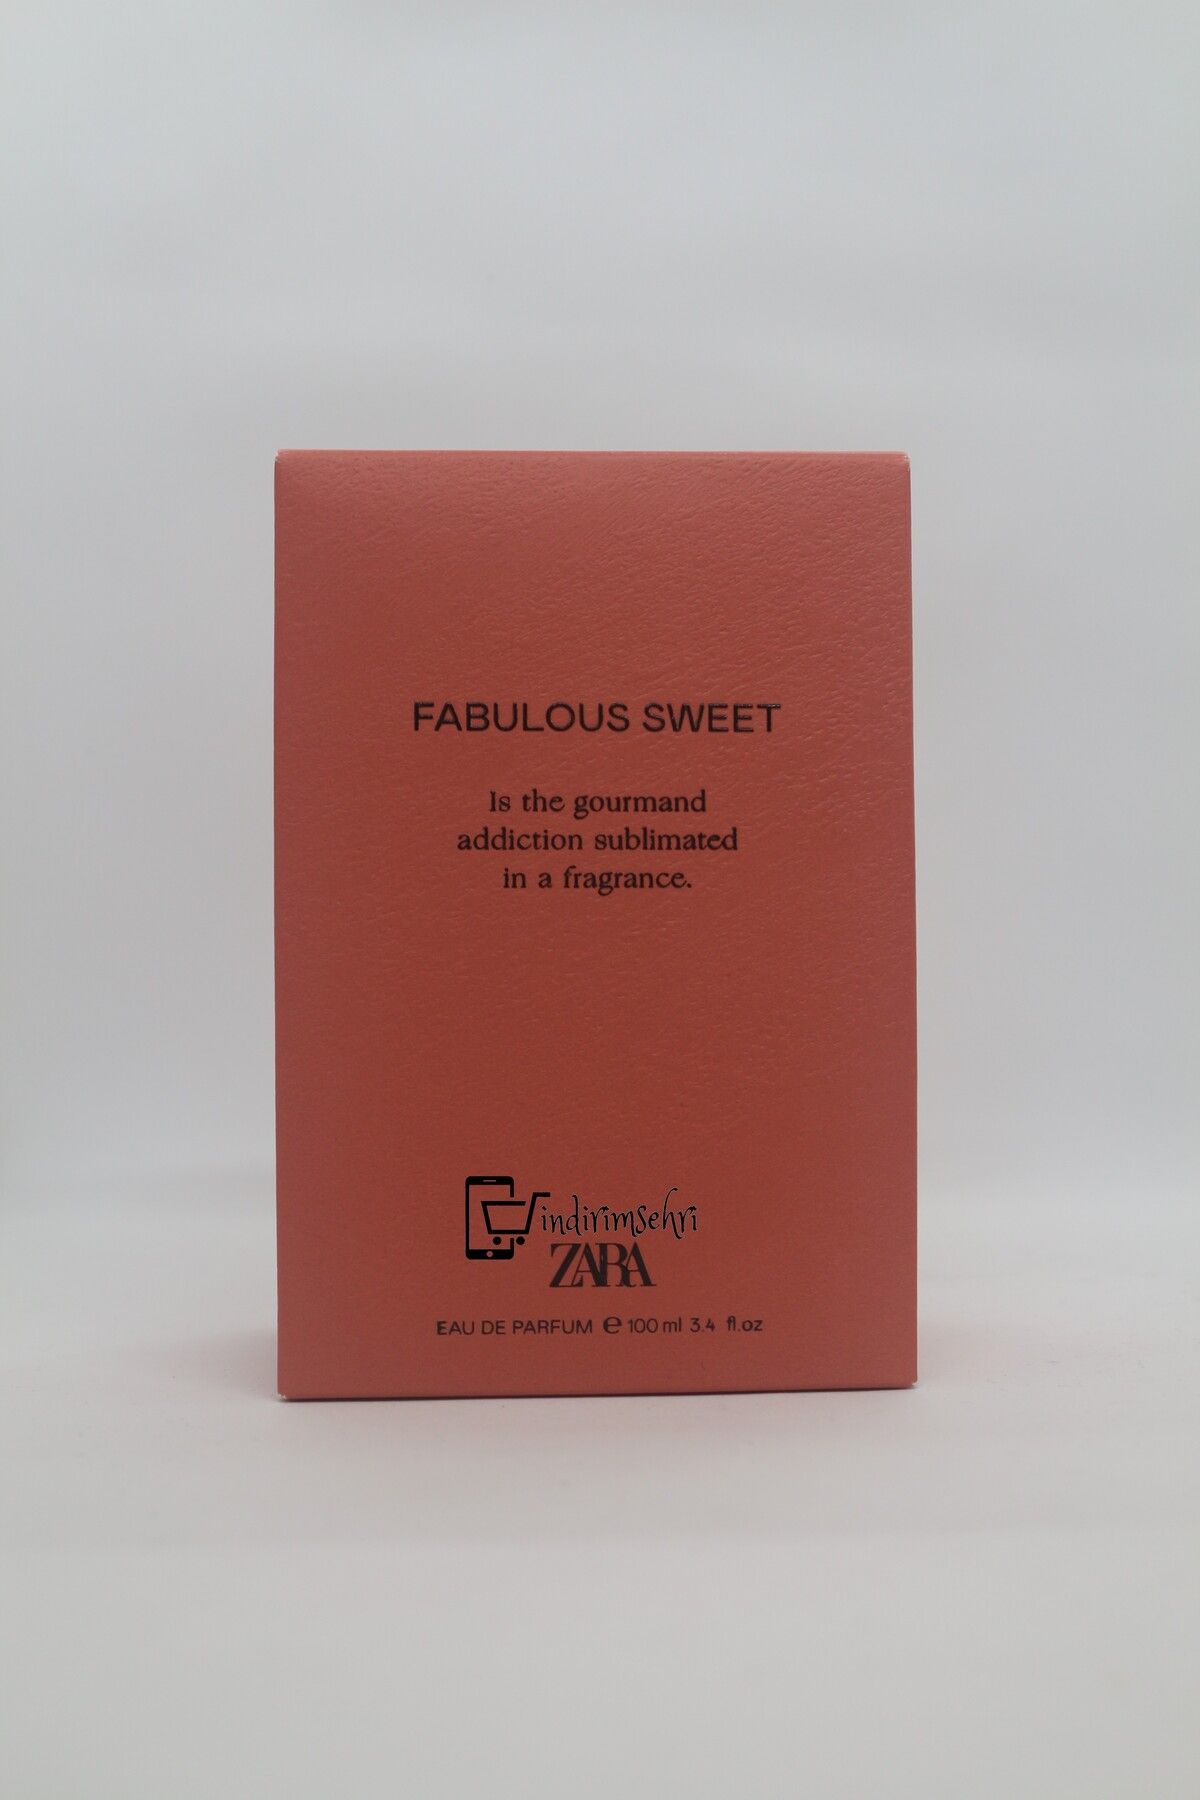 FABULOUS SWEET
Is the gourmand
addiction sublimated
in a fragrance.
indirimsehri
ZARA
EAU DE PARFUM ℮ 100 ml 3.4 fl.oz